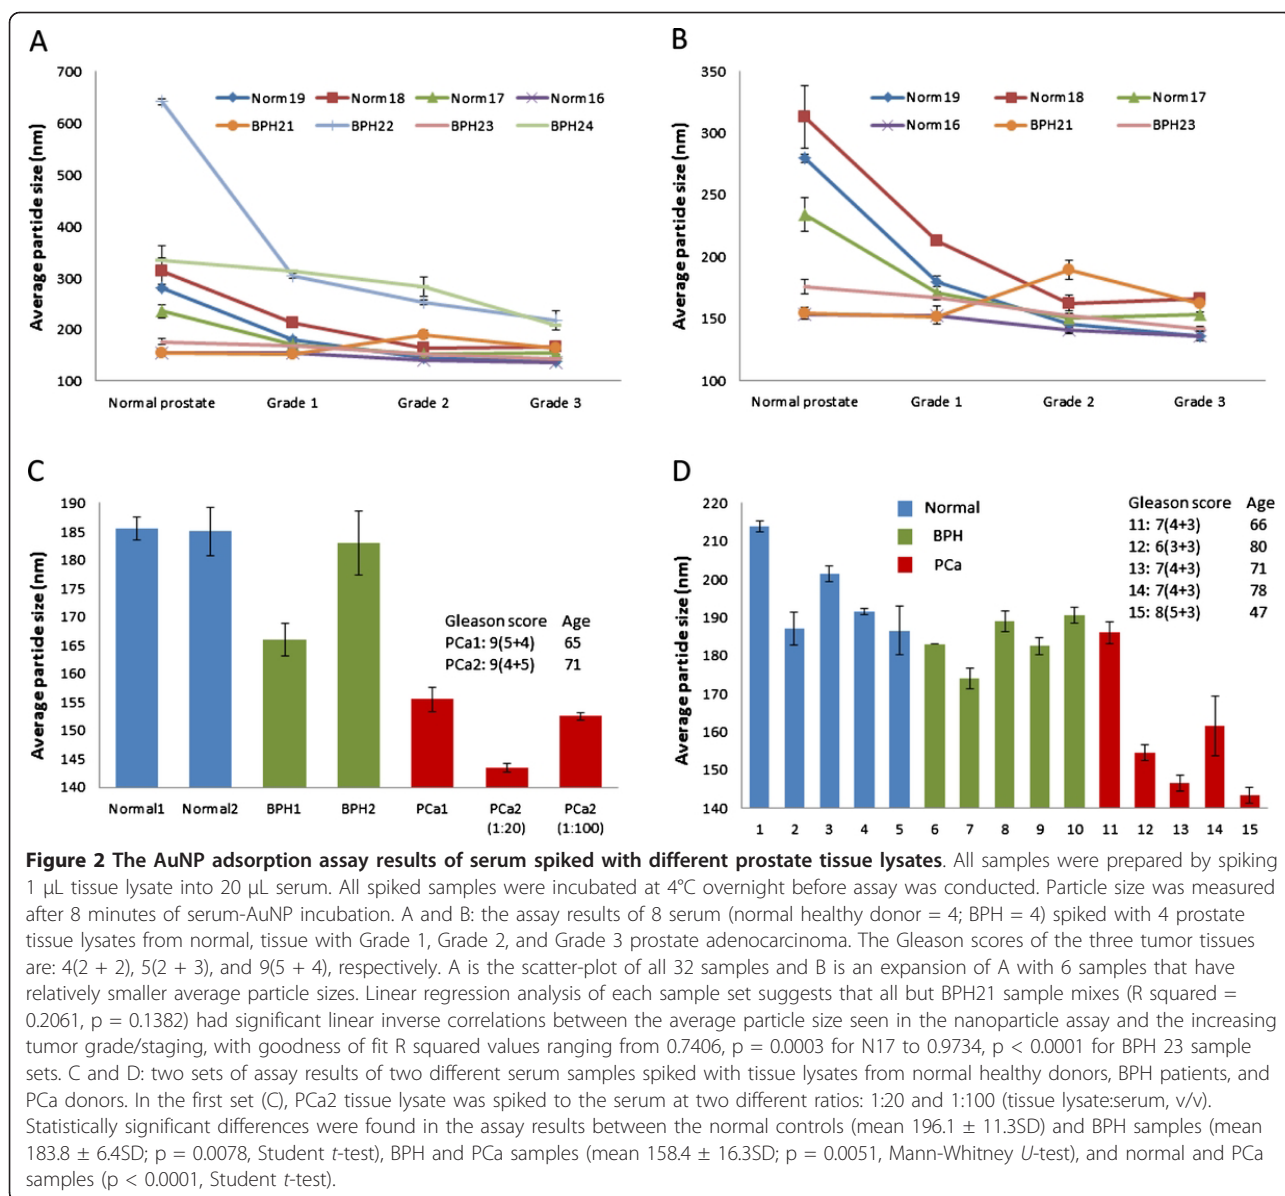 A
700
600
500
400
300
200
100
Average partide size (nm)
Norm19 Norm18 Norm17 Norm16
BPH21 BPH22 BPH23 BPH24
Normal prostate Grade 1 Grade 2 Grade 3
B
350
300
250
200
150
100
Average partide size (nm)
Norm19 Norm18 Norm17
Norm16 BPH21 BPH23
Normal prostate Grade 1 Grade 2 Grade 3
C
190
185
180
175
170
165
160
155
150
145
140
Average partide size (nm)
Gleason score Age
PCa1: 9(5+4) 65
PCa2: 9(4+5) 71
Normal1 Normal2 BPH1 BPH2 PCa1 PCa2 PCa2
(1:20) (1:100)
D
220
210
200
190
180
170
160
150
140
Average partide size (nm)
Normal
BPH
PCa
Gleason score Age
11: 7(4+3) 66
12: 6(3+3) 80
13: 7(4+3) 71
14: 7(4+3) 78
15: 8(5+3) 47
1 2 3 4 5 6 7 8 9 10 11 12 13 14 15
Figure 2 The AuNP adsorption assay results of serum spiked with different prostate tissue lysates. All samples were prepared by spiking
1 µL tissue lysate into 20 µL serum. All spiked samples were incubated at 4°C overnight before assay was conducted. Particle size was measured
after 8 minutes of serum-AuNP incubation. A and B: the assay results of 8 serum (normal healthy donor = 4; BPH = 4) spiked with 4 prostate
tissue lysates from normal, tissue with Grade 1, Grade 2, and Grade 3 prostate adenocarcinoma. The Gleason scores of the three tumor tissues
are: 4(2 + 2), 5(2 + 3), and 9(5 + 4), respectively. A is the scatter-plot of all 32 samples and B is an expansion of A with 6 samples that have
relatively smaller average particle sizes. Linear regression analysis of each sample set suggests that all but BPH21 sample mixes (R squared =
0.2061, p = 0.1382) had significant linear inverse correlations between the average particle size seen in the nanoparticle assay and the increasing
tumor grade/staging, with goodness of fit R squared values ranging from 0.7406, p = 0.0003 for N17 to 0.9734, p < 0.0001 for BPH 23 sample
sets. C and D: two sets of assay results of two different serum samples spiked with tissue lysates from normal healthy donors, BPH patients, and
PCa donors. In the first set (C), PCa2 tissue lysate was spiked to the serum at two different ratios: 1:20 and 1:100 (tissue lysate:serum, v/v).
Statistically significant differences were found in the assay results between the normal controls (mean 196.1 ± 11.3SD) and BPH samples (mean
183.8 ± 6.4SD; p = 0.0078, Student t-test), BPH and PCa samples (mean 158.4 ± 16.3SD; p = 0.0051, Mann-Whitney U-test), and normal and PCa
samples (p < 0.0001, Student t-test).